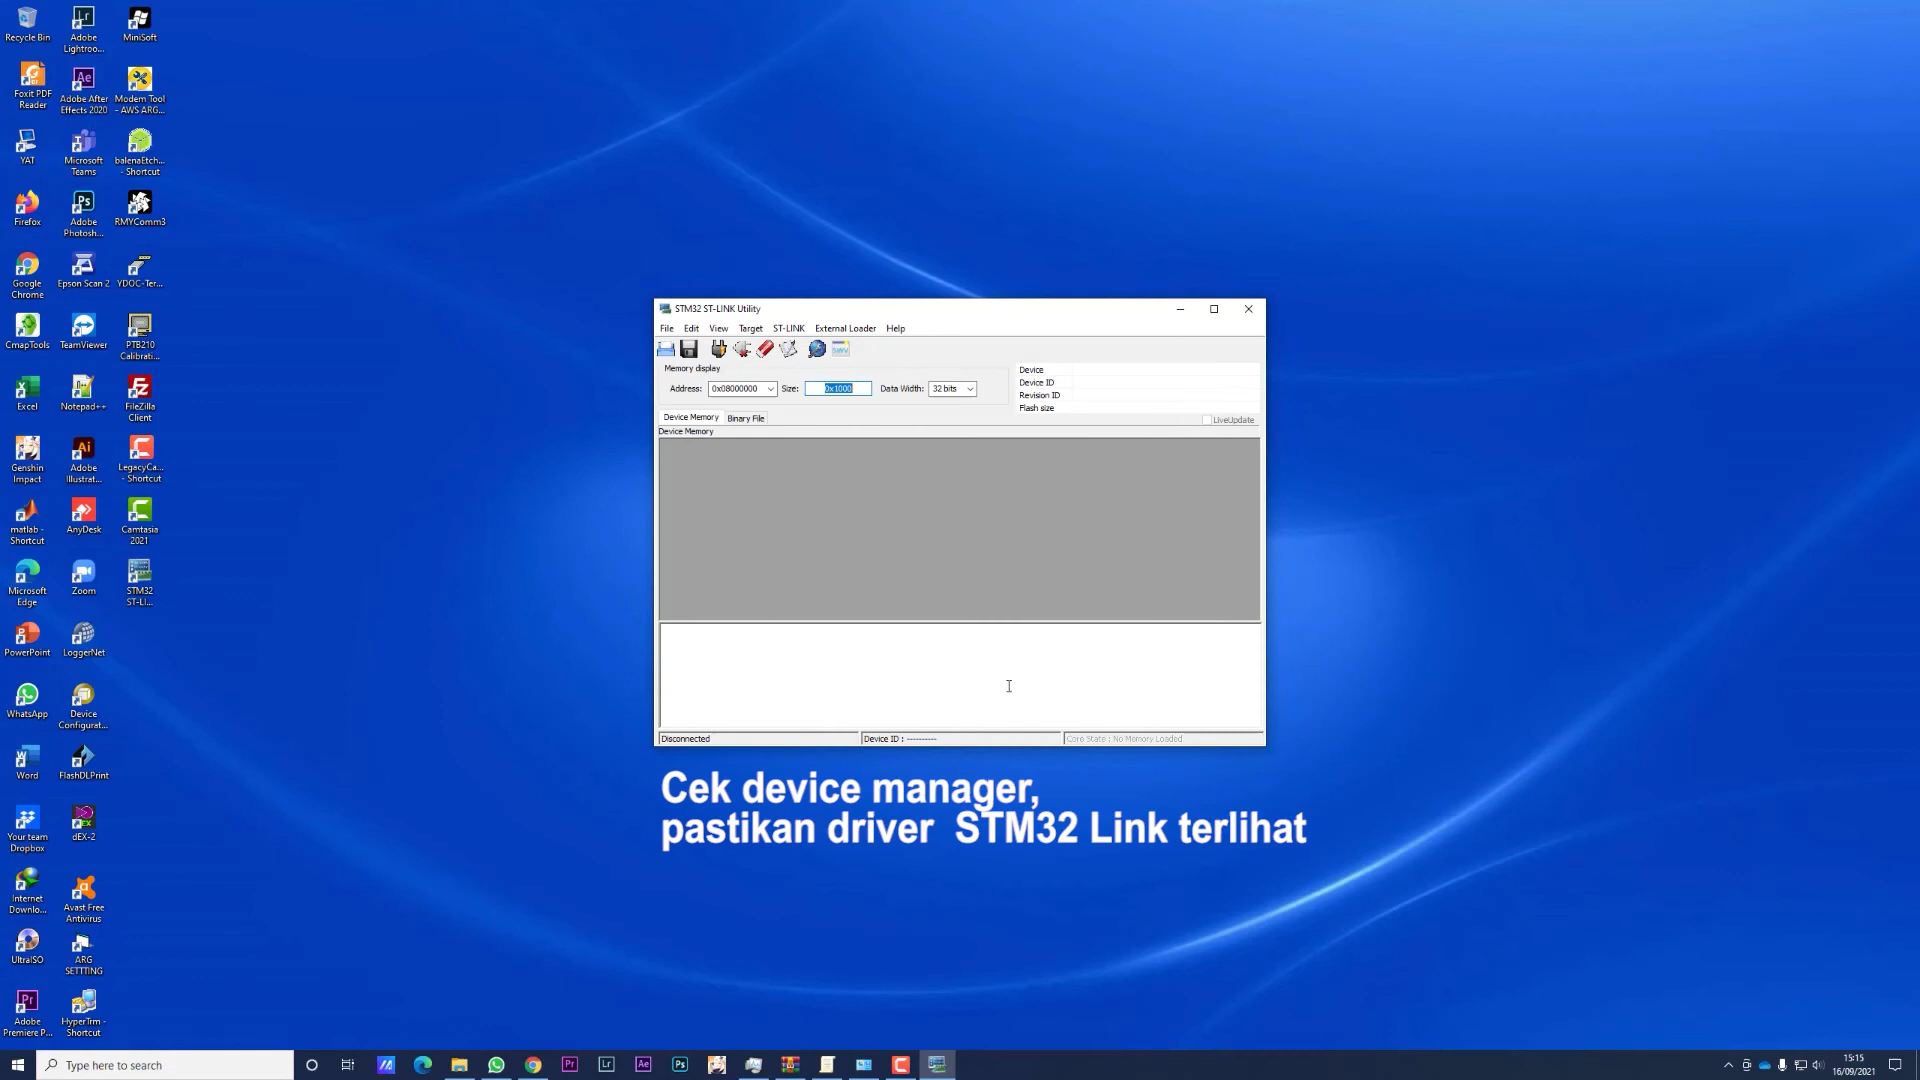 Recycle Bin
Adobe
Lightroo...
MiniSoft
Foxit PDF
Reader
Adobe After
Effects 2020
Modem Tool
- AWS ARG...
YAT
Microsoft
Teams
balenaEtch...
- Shortcut
Firefox
Adobe
Photosh...
RMYComm3
Google
Chrome
Epson Scan 2
YDOC-Ter...
CmapTools
TeamViewer
PTB210
Calibrati...
Excel
Notepad++
FileZilla
Client
Genshin
Impact
Adobe
Illustrat...
LegacyCa...
- Shortcut
matlab -
Shortcut
AnyDesk
Camtasia
2021
Microsoft
Edge
Zoom
STM32
ST-LI...
PowerPoint
LoggerNet
WhatsApp
Device
Configurat...
Word
FlashDLPrint
Your team
Dropbox
dEX-2
Internet
Downlo...
Avast Free
Antivirus
UltraISO
ARG
SETTTING
Adobe
Premiere P...
HyperTrm -
Shortcut
STM32 ST-LINK Utility
File Edit View Target ST-LINK External Loader Help
Memory display
Address: 0x08000000 Size: 0x1000 Data Width: 32 bits
Device
Device ID
Revision ID
Flash size
LiveUpdate
Device Memory Binary File
Device Memory
Disconnected Device ID : ---------- Core State : No Memory Loaded
Cek device manager,
pastikan driver STM32 Link terlihat
Type here to search
15:15
16/09/2021